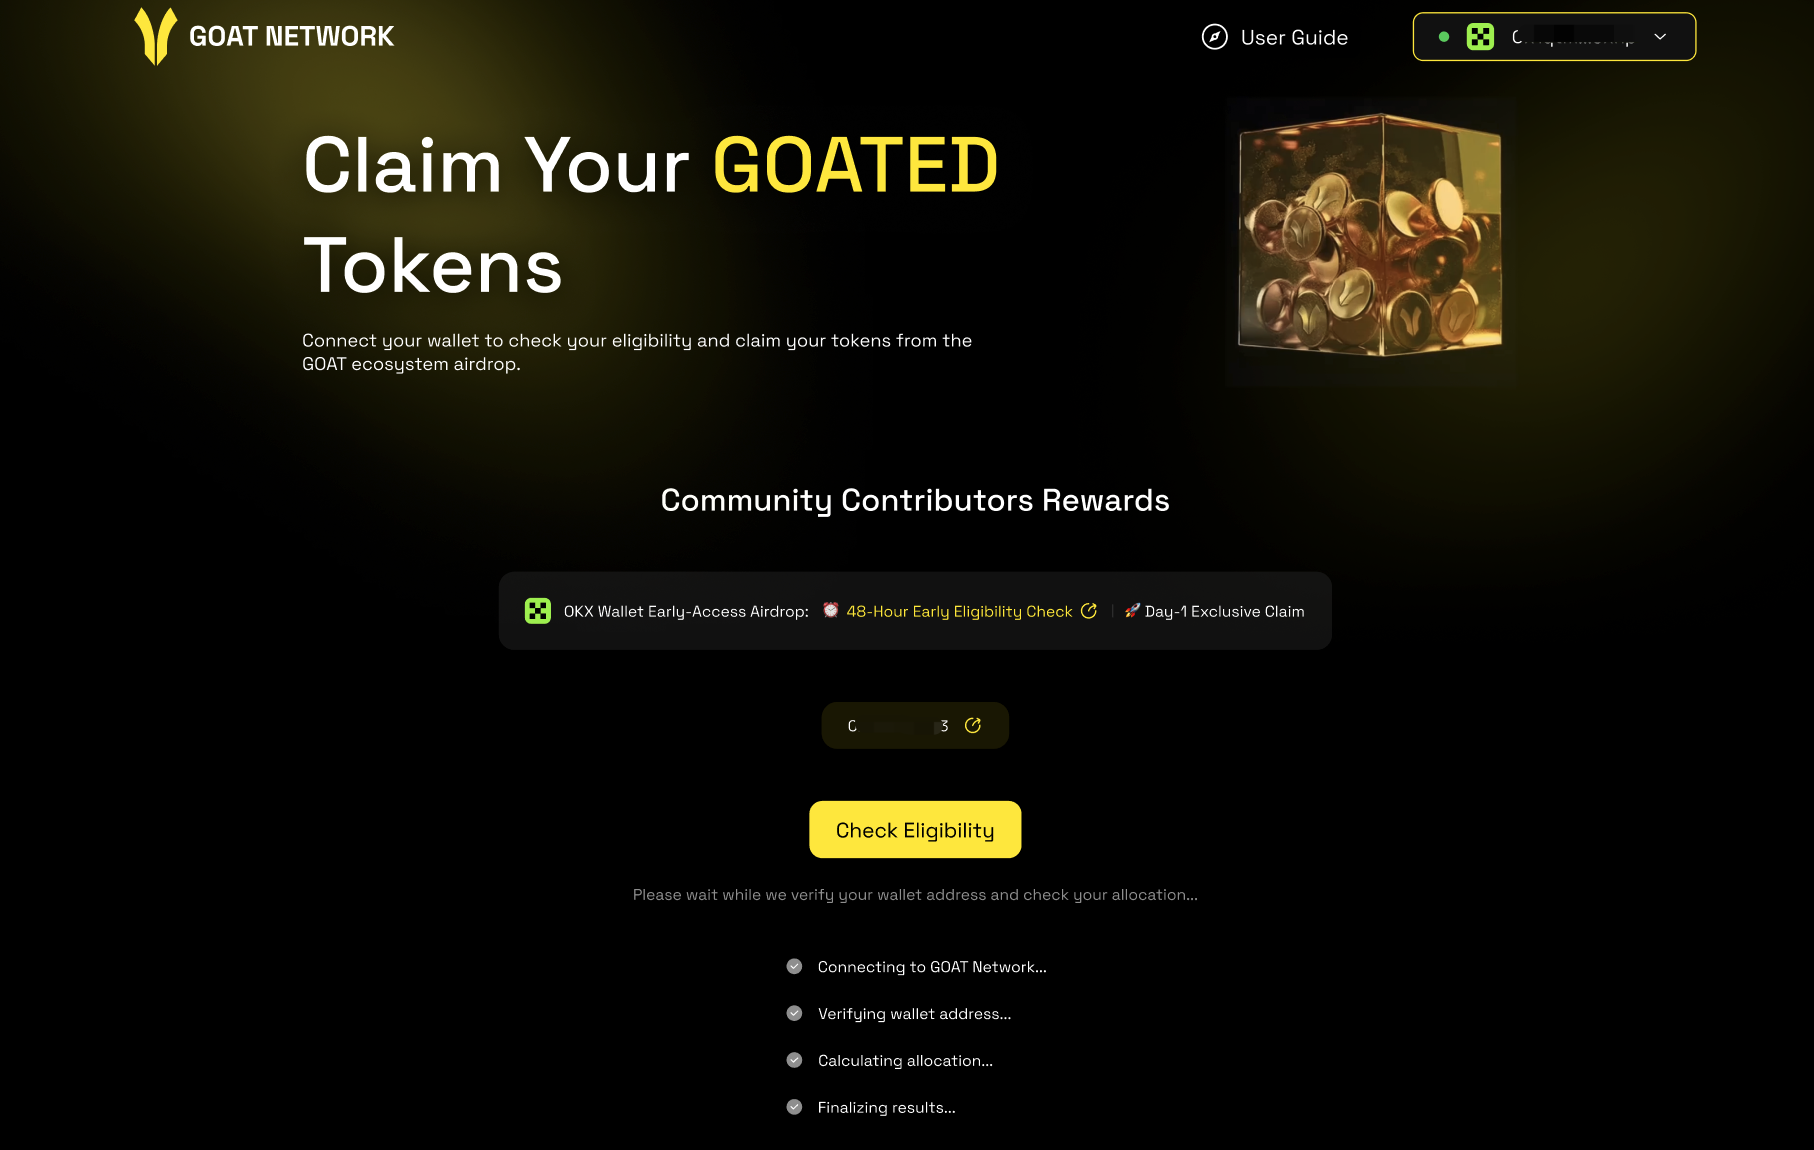 GOAT NETWORK
User Guide
Claim Your GOATED
Tokens
Connect your wallet to check your eligibility and claim your tokens from the
GOAT ecosystem airdrop.
Community Contributors Rewards
OKX Wallet Early-Access Airdrop: ⏰ 48-Hour Early Eligibility Check | 🚀 Day-1 Exclusive Claim
Check Eligibility
Please wait while we verify your wallet address and check your allocation...
Connecting to GOAT Network...
Verifying wallet address...
Calculating allocation...
Finalizing results...